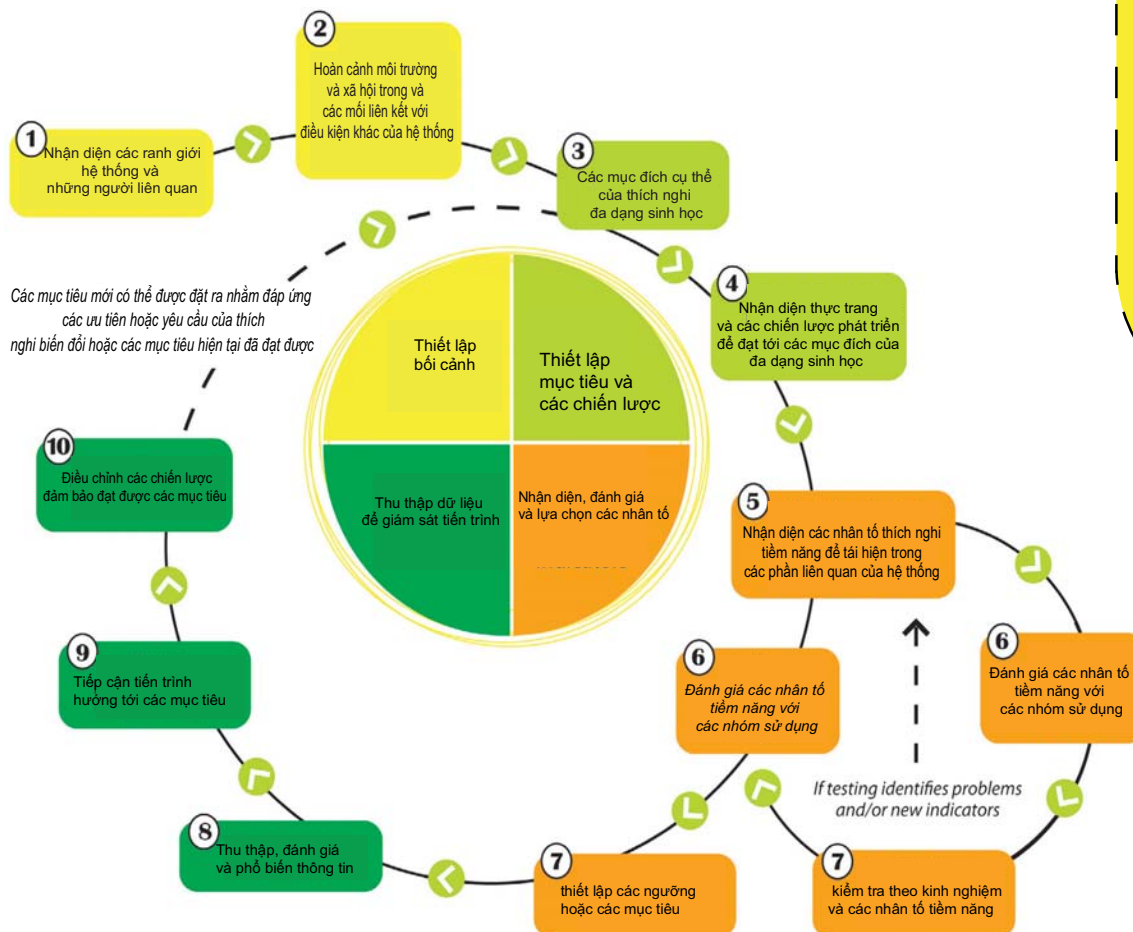 1
Nhận diện các ranh giới
hệ thống và
những người liên quan
2
Hoàn cảnh môi trường
và xã hội trong và
các mối liên kết với
điều kiện khác của hệ thống
3
Các mục đích cụ thể
của thích nghi
đa dạng sinh học
4
Nhận diện thực trang
và các chiến lược phát triển
để đạt tới các mục đích của
đa dạng sinh học
Các mục tiêu mới có thể được đặt ra nhằm đáp ứng
các ưu tiên hoặc yêu cầu của thích
nghi biến đổi hoặc các mục tiêu hiện tại đã đạt được
Thiết lập
bối cảnh
Thiết lập
mục tiêu và
các chiến lược
Thu thập dữ liệu
để giám sát tiến trình
Nhận diện, đánh giá
và lựa chọn các nhân tố
5
Nhận diện các nhân tố thích nghi
tiềm năng để tái hiện trong
các phần liên quan của hệ thống
6
Đánh giá các nhân tố
tiềm năng với
các nhóm sử dụng
6
Đánh giá các nhân tố
tiềm năng với
các nhóm sử dụng
If testing identifies problems
and/or new indicators
7
kiểm tra theo kinh nghiệm
và các nhân tố tiềm năng
7
thiết lập các ngưỡng
hoặc các mục tiêu
8
Thu thập, đánh giá
và phổ biến thông tin
9
Tiếp cận tiến trình
hướng tới các mục tiêu
10
Điều chỉnh các chiến lược
đảm bảo đạt được các mục tiêu